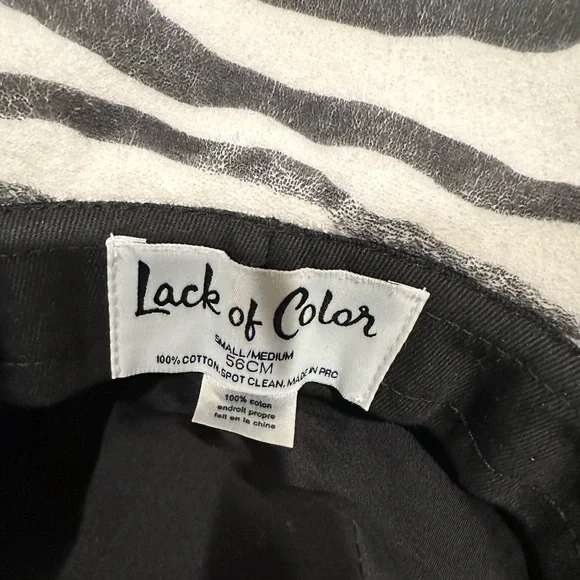 Lack of Color
SMALL/MEDIUM
56CM
100% COTTON. SPOT CLEAN. MADE IN PRC
100% coton
endroit propre
fait en la chine